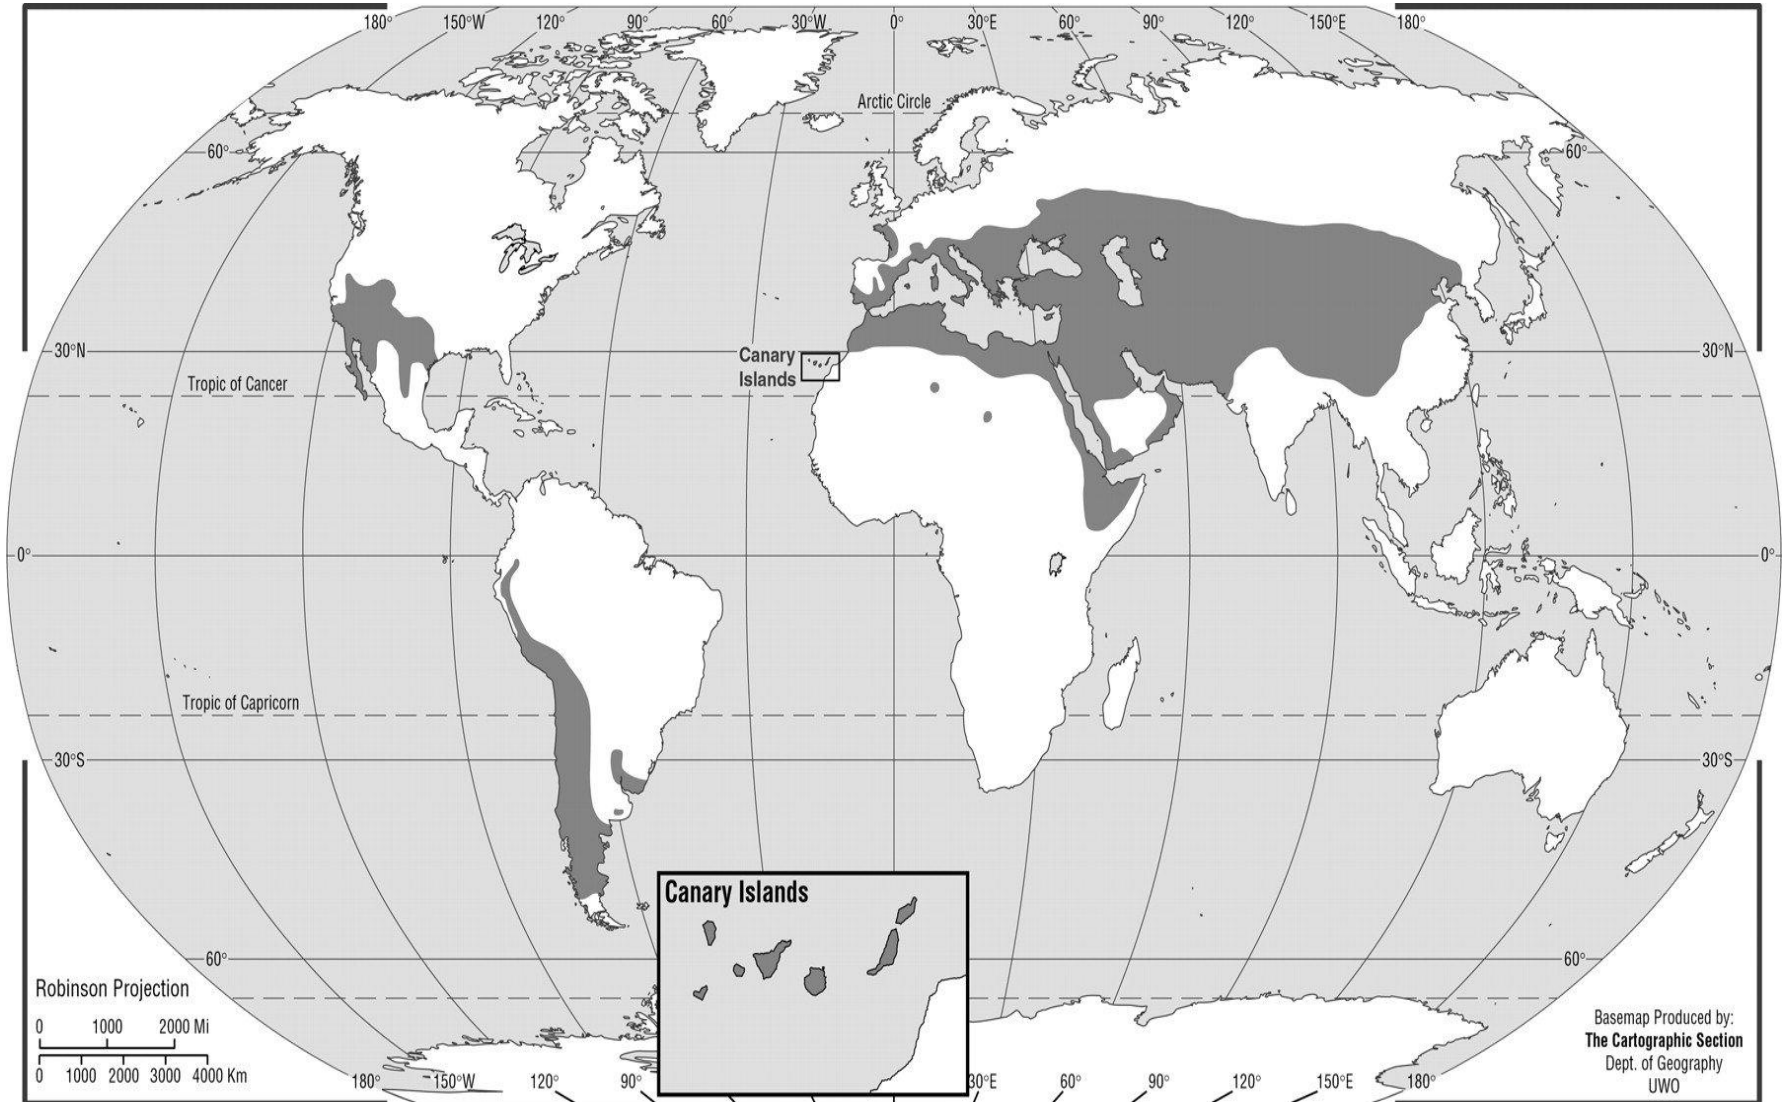 180° 150°W 120° 90° 60° 30°W 0° 30°E 60° 90° 120° 150°E 180°
Arctic Circle
60° 60°
Canary
Islands
30°N 30°N
Tropic of Cancer
0° 0°
Tropic of Capricorn
30°S 30°S
Canary Islands
60° 60°
Robinson Projection
0 1000 2000 Mi
0 1000 2000 3000 4000 Km
Basemap Produced by:
The Cartographic Section
Dept. of Geography
UWO
180° 150°W 120° 90° 30°E 60° 90° 120° 150°E 180°